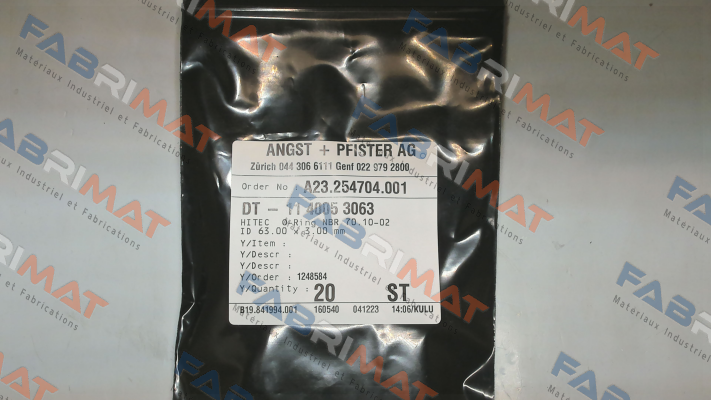 ANGST + PFISTER AG
Zürich 044 306 6111 Genf 022 979 2800
Order No : A23.254704.001
DT - 11 4005 3063
HITEC O-Ring NBR 70.10-02
ID 63.00 x 3.00 mm
Y/Item :
Y/Descr :
Y/Descr :
Y/Order : 1248584
Y/Quantity : 20 ST
B19.841994.001 160540 041223 14:06/KULU
FABRIMAT
Matériaux Industriel et Fabrications